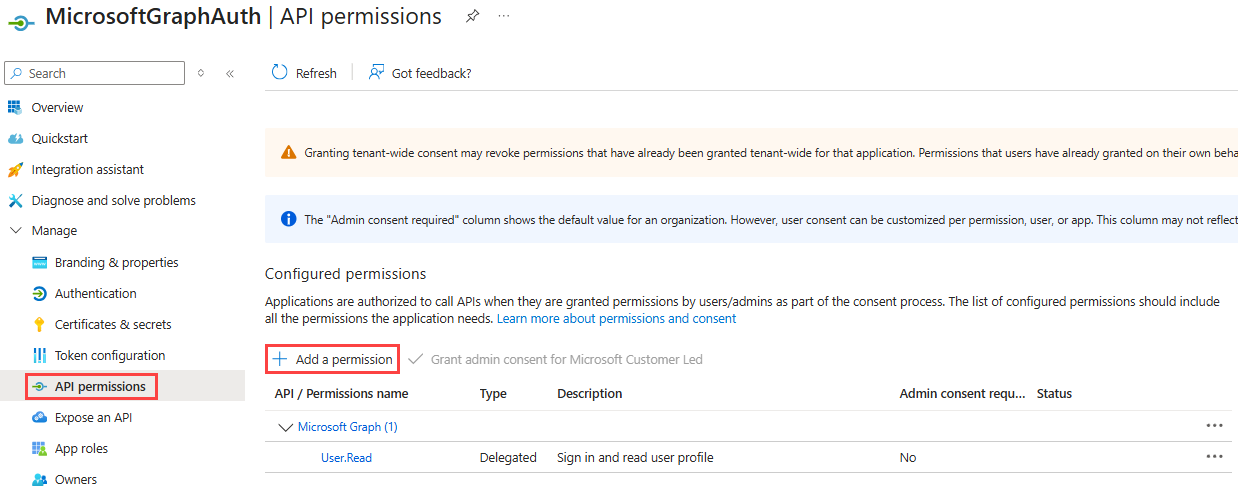 MicrosoftGraphAuth | API permissions
Search
Refresh
Got feedback?
Overview
Quickstart
Integration assistant
Diagnose and solve problems
Manage
Branding & properties
Authentication
Certificates & secrets
Token configuration
API permissions
Expose an API
App roles
Owners
Granting tenant-wide consent may revoke permissions that have already been granted tenant-wide for that application. Permissions that users have already granted on their own beha
The "Admin consent required" column shows the default value for an organization. However, user consent can be customized per permission, user, or app. This column may not reflect
Configured permissions
Applications are authorized to call APIs when they are granted permissions by users/admins as part of the consent process. The list of configured permissions should include
all the permissions the application needs. Learn more about permissions and consent
Add a permission
Grant admin consent for Microsoft Customer Led
API / Permissions name Type Description Admin consent requ... Status
Microsoft Graph (1)
User.Read Delegated Sign in and read user profile No